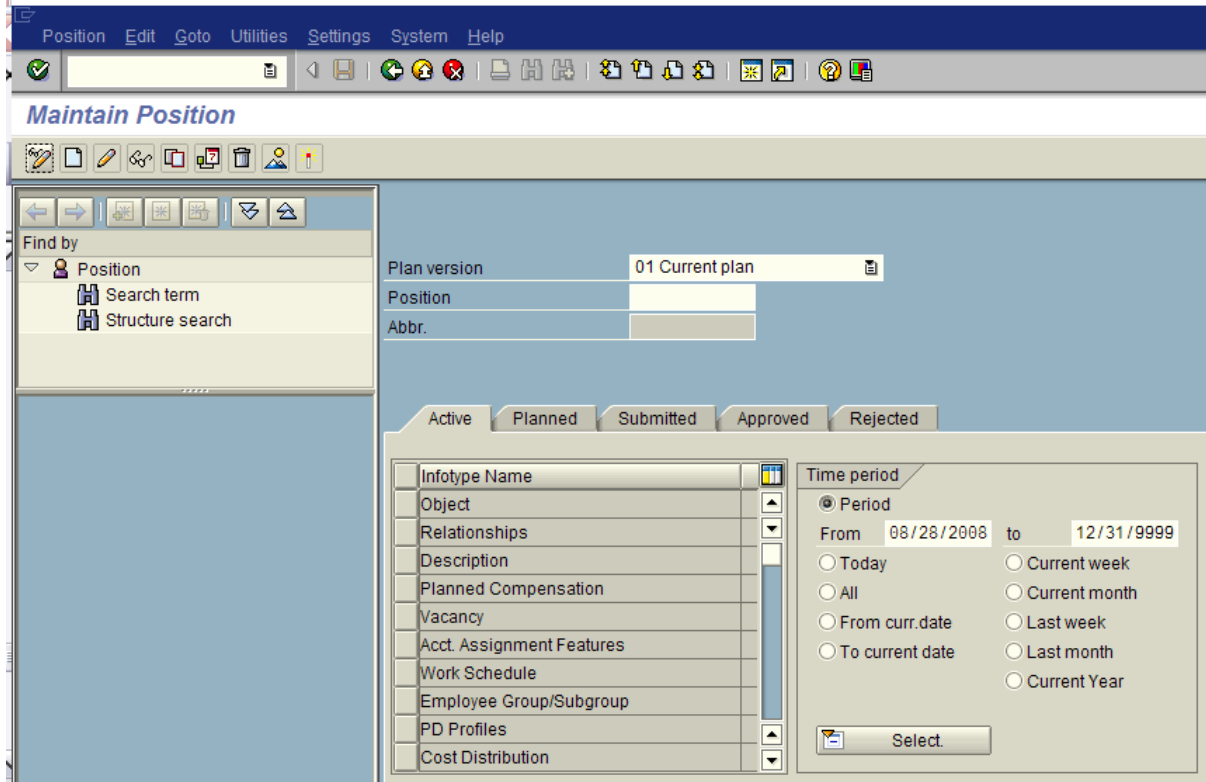 Position Edit Goto Utilities Settings System Help
Maintain Position
Find by
Position
Search term
Structure search
Plan version 01 Current plan
Position
Abbr.
Active Planned Submitted Approved Rejected
Infotype Name
Object
Relationships
Description
Planned Compensation
Vacancy
Acct. Assignment Features
Work Schedule
Employee Group/Subgroup
PD Profiles
Cost Distribution
Time period
Period
From 08/28/2008 to 12/31/9999
Today Current week
All Current month
From curr.date Last week
To current date Last month
Current Year
Select.